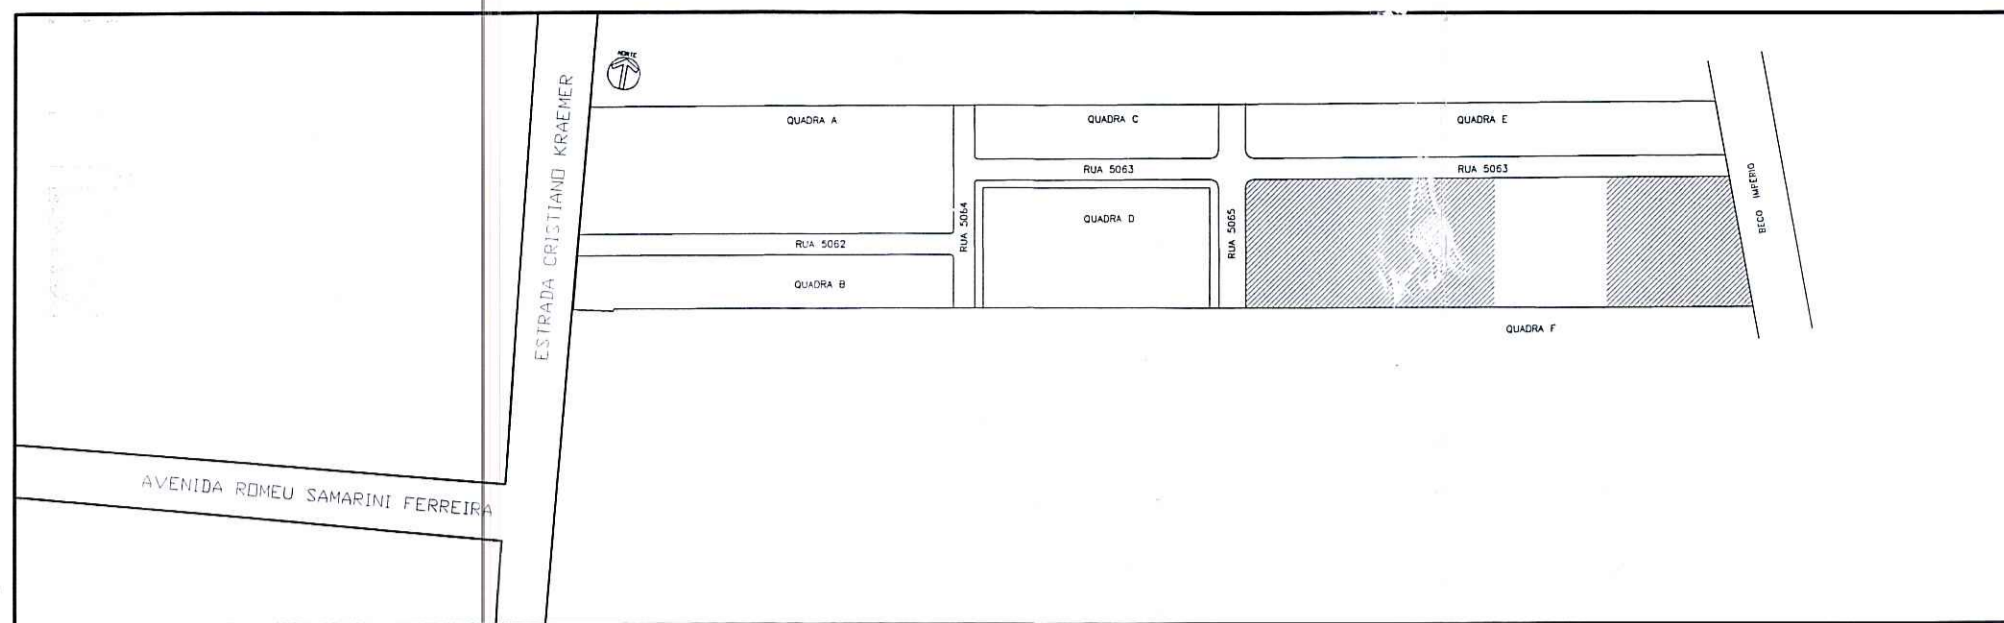 NORTE
ESTRADA CRISTIANO KRAEMER
QUADRA A
QUADRA C
QUADRA E
RUA 5063
RUA 5063
BECO IMPERIO
RUA 5064
QUADRA D
RUA 5065
RUA 5062
QUADRA B
QUADRA F
AVENIDA ROMEU SAMARINI FERREIRA